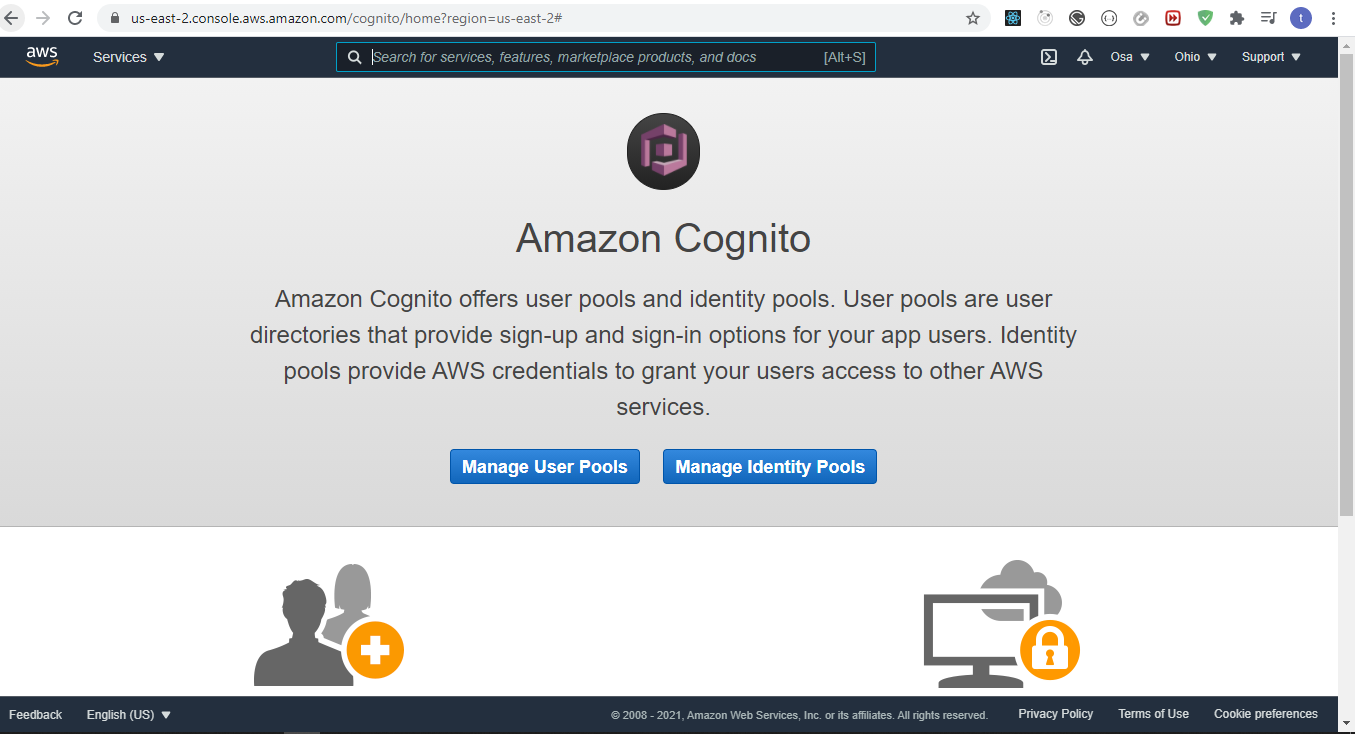 us-east-2.console.aws.amazon.com/cognito/home?region=us-east-2#
t
aws
Services
Search for services, features, marketplace products, and docs
[Alt+S]
Osa
Ohio
Support
Amazon Cognito
Amazon Cognito offers user pools and identity pools. User pools are user
directories that provide sign-up and sign-in options for your app users. Identity
pools provide AWS credentials to grant your users access to other AWS
services.
Manage User Pools
Manage Identity Pools
Feedback
English (US)
© 2008 - 2021, Amazon Web Services, Inc. or its affiliates. All rights reserved.
Privacy Policy
Terms of Use
Cookie preferences